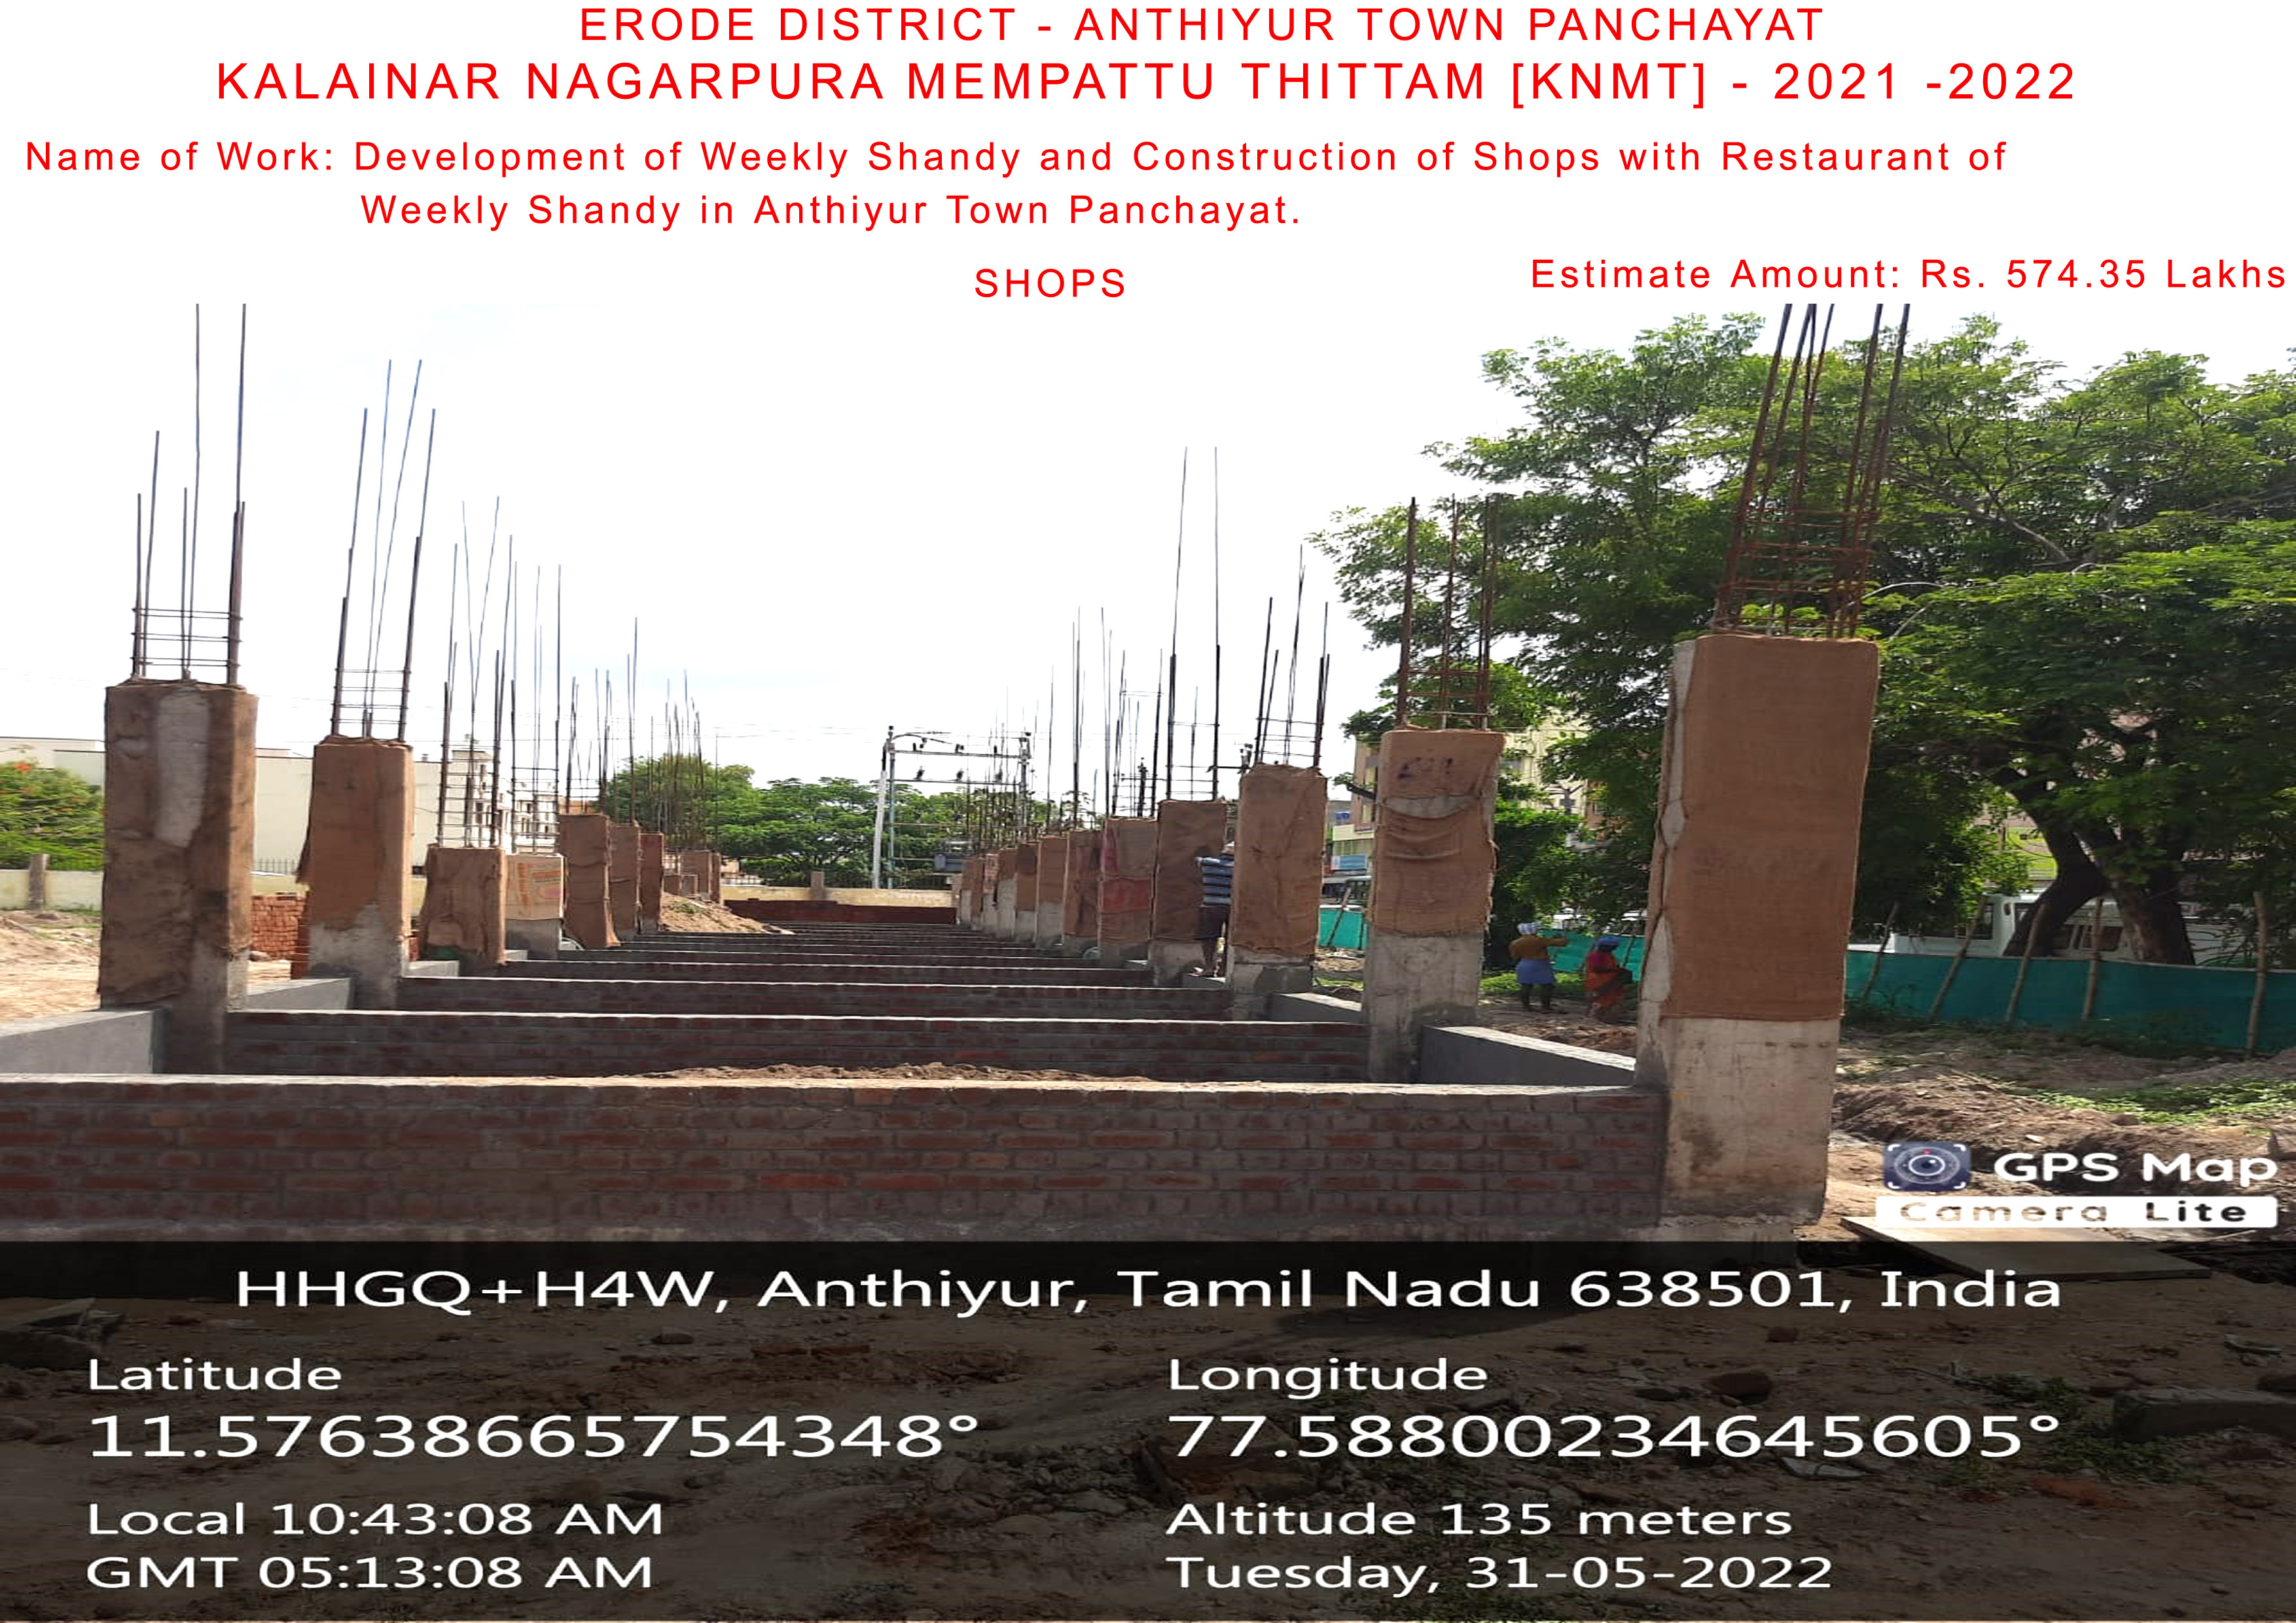 ERODE DISTRICT - ANTHIYUR TOWN PANCHAYAT
KALAINAR NAGARPURA MEMPATTU THITTAM [KNMT] - 2021 -2022
Name of Work: Development of Weekly Shandy and Construction of Shops with Restaurant of
Weekly Shandy in Anthiyur Town Panchayat.
SHOPS
Estimate Amount: Rs. 574.35 Lakhs
GPS Map
Camera Lite
HHGQ+H4W, Anthiyur, Tamil Nadu 638501, India
Latitude
11.57638665754348°
Longitude
77.58800234645605°
Local 10:43:08 AM
GMT 05:13:08 AM
Altitude 135 meters
Tuesday, 31-05-2022